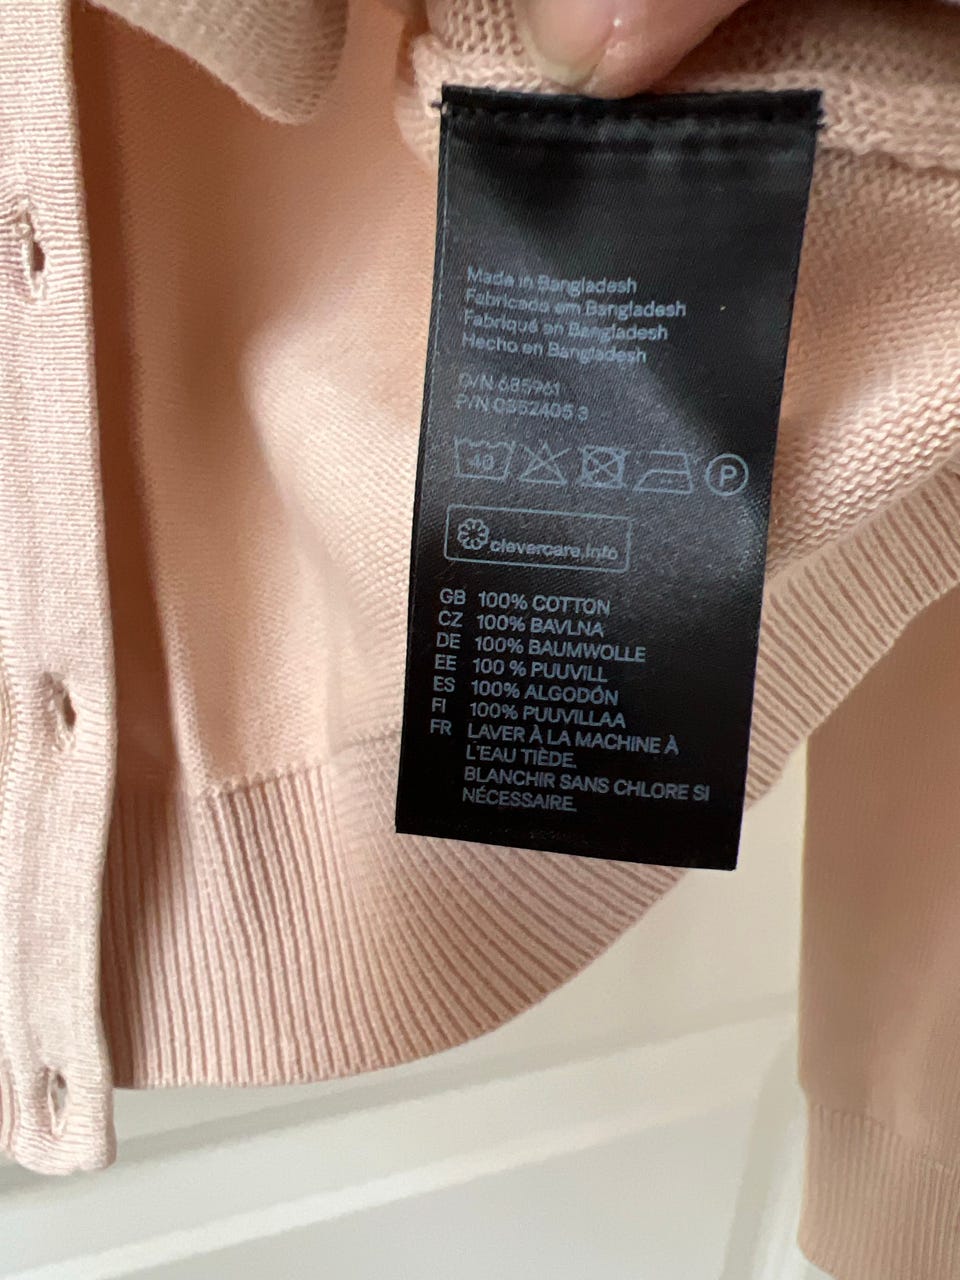 Made in Bangladesh
Fabricado em Bangladesh
Fabriqué en Bangladesh
Hecho en Bangladesh
O/N 685961
P/N 0352405 3
40
P
clevercare.info
GB 100% COTTON
CZ 100% BAVLNA
DE 100% BAUMWOLLE
EE 100 % PUUVILL
ES 100% ALGODÓN
FI 100% PUUVILLAA
FR LAVER À LA MACHINE À
L'EAU TIÈDE.
BLANCHIR SANS CHLORE SI
NÉCESSAIRE.